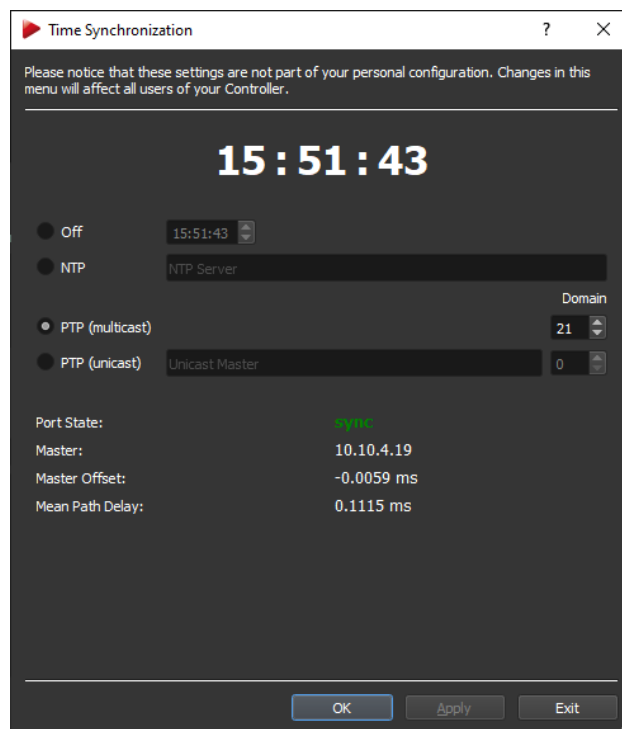 Time Synchronization
Please notice that these settings are not part of your personal configuration. Changes in this
menu will affect all users of your Controller.
15:51:43
Off 15:51:43
NTP NTP Server
Domain
PTP (multicast) 21
PTP (unicast) Unicast Master 0
Port State: sync
Master: 10.10.4.19
Master Offset: -0.0059 ms
Mean Path Delay: 0.1115 ms
OK Apply Exit